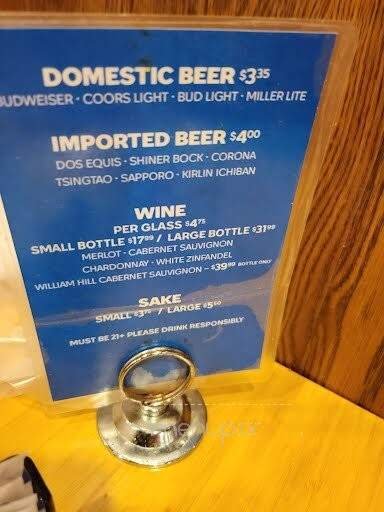 DOMESTIC BEER $3.35
BUDWEISER • COORS LIGHT • BUD LIGHT • MILLER LITE
IMPORTED BEER $4.00
DOS EQUIS • SHINER BOCK • CORONA
TSINGTAO • SAPPORO • KIRLIN ICHIBAN
WINE
PER GLASS $4.75
SMALL BOTTLE $17.99 / LARGE BOTTLE $31.99
MERLOT • CABERNET SAUVIGNON
CHARDONNAY • WHITE ZINFANDEL
WILLIAM HILL CABERNET SAUVIGNON – $39.99 BOTTLE ONLY
SAKE
SMALL $3.75 / LARGE $5.50
MUST BE 21+ PLEASE DRINK RESPONSIBLY